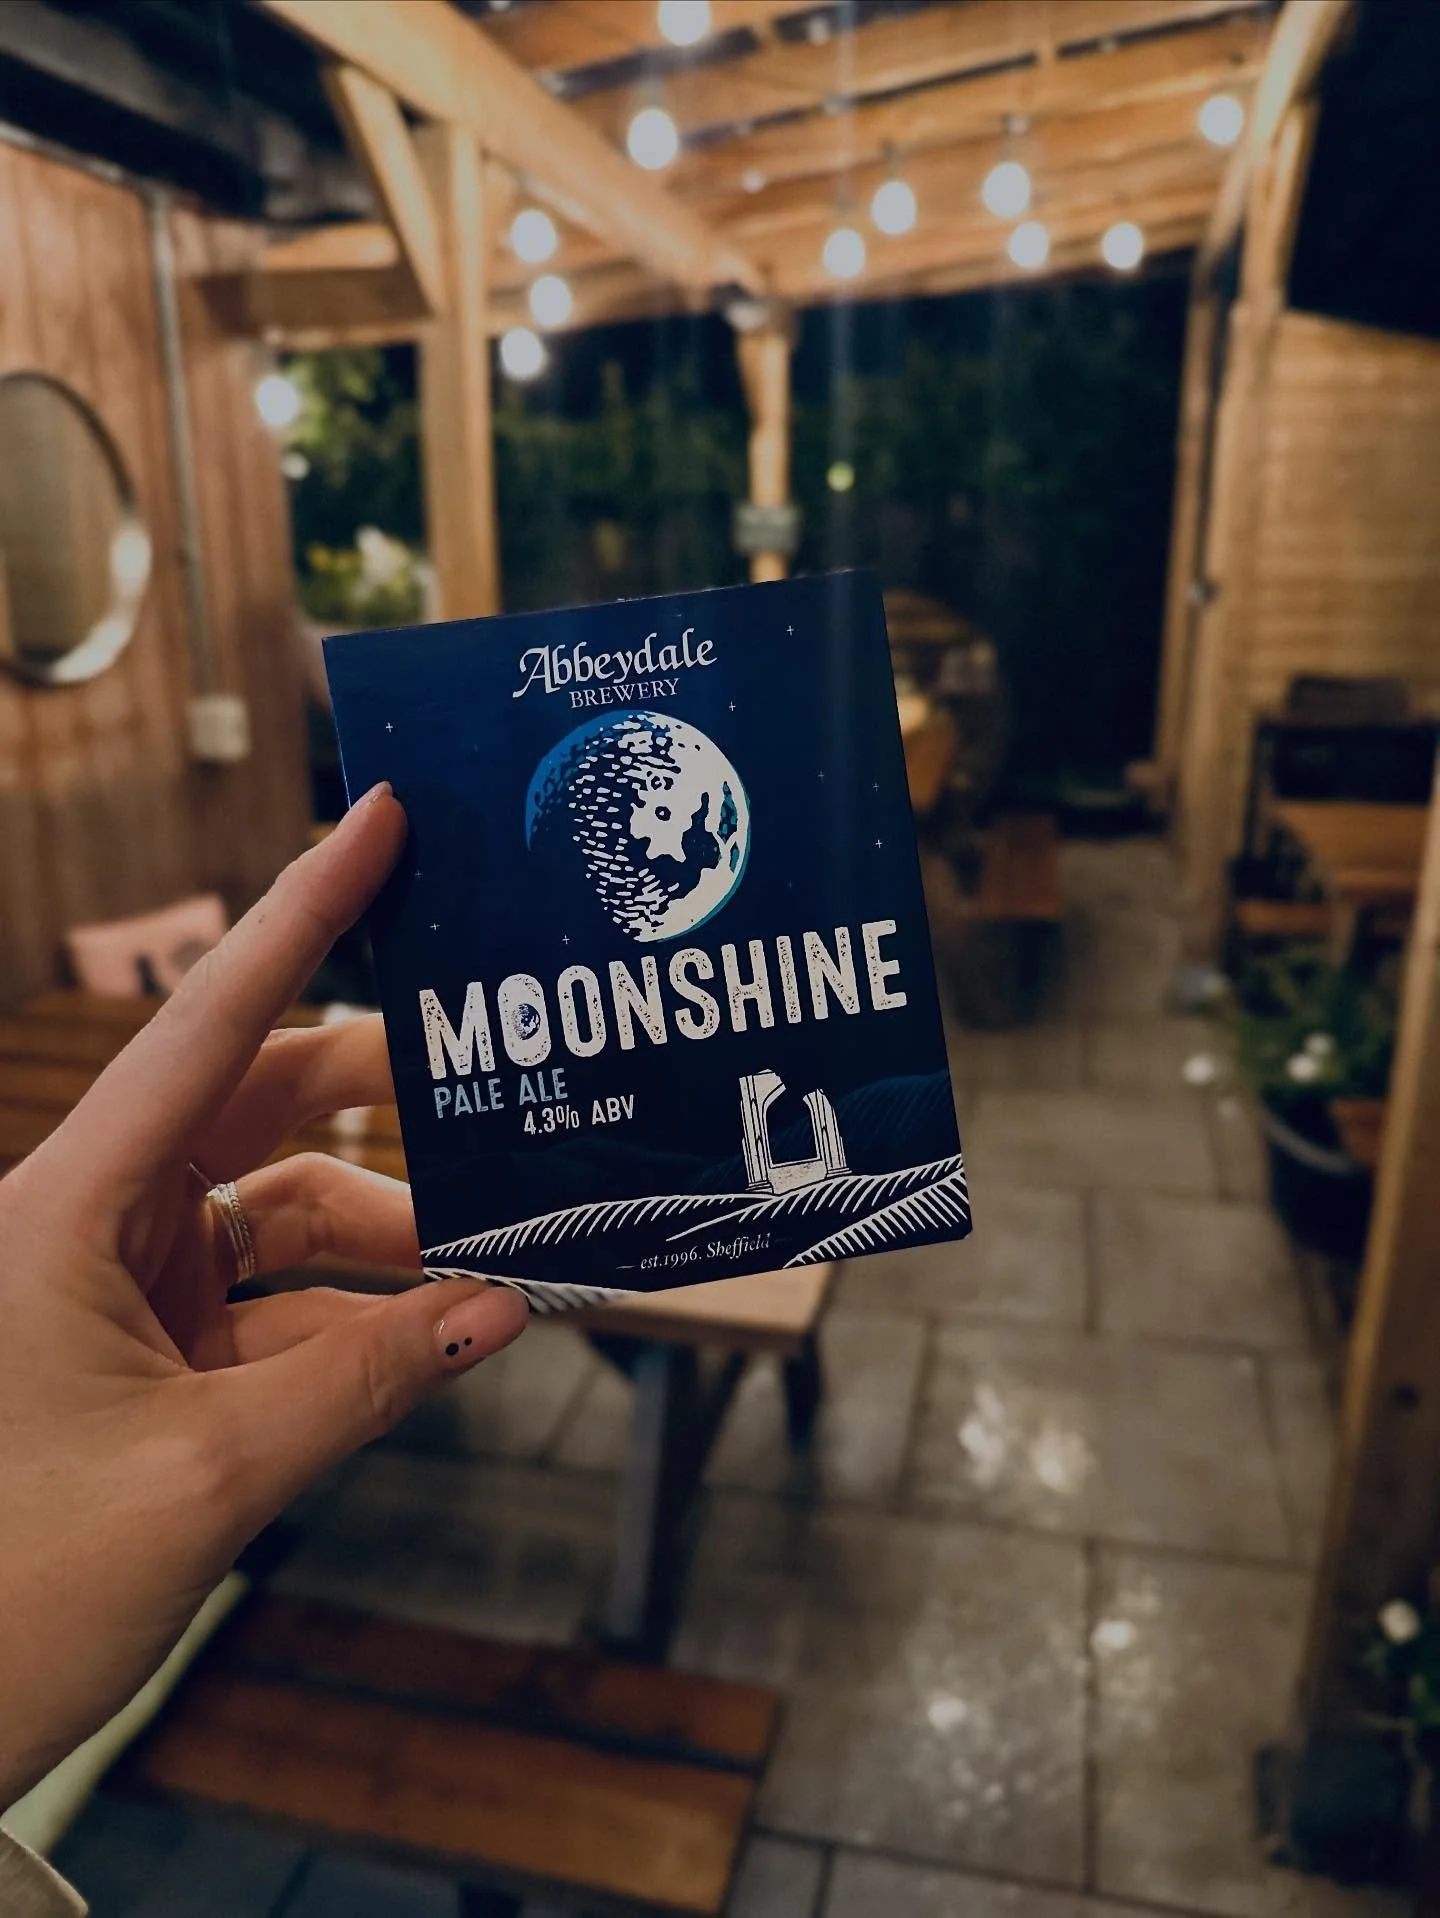 Abbeydale
BREWERY
MOONSHINE
PALE ALE
4.3% ABV
est.1996. Sheffield